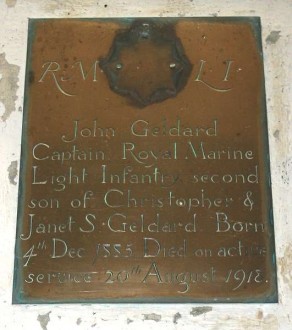 R. M L I.
John Geldard
Captain Royal Marine
Light Infantry second
son of Christopher &
Janet S. Geldard. Born
4th Dec 1885 Died on active
service 20th August 1918.